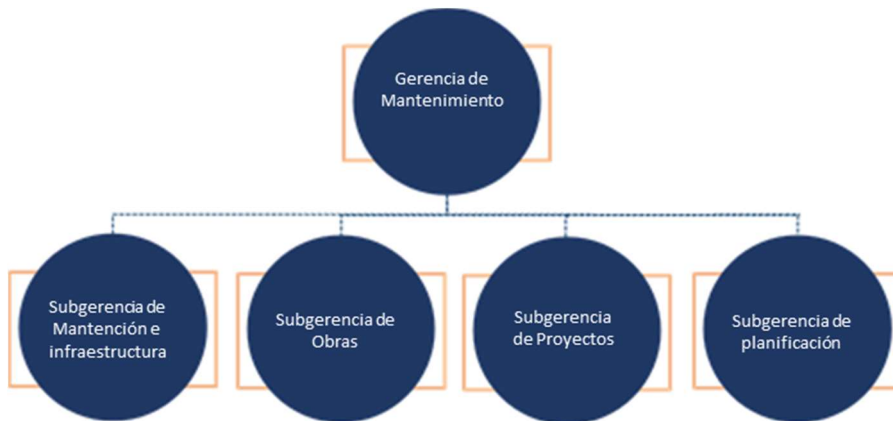 Gerencia de
Mantenimiento
Subgerencia de
Mantención e
infraestructura
Subgerencia de
Obras
Subgerencia
de Proyectos
Subgerencia de
planificación